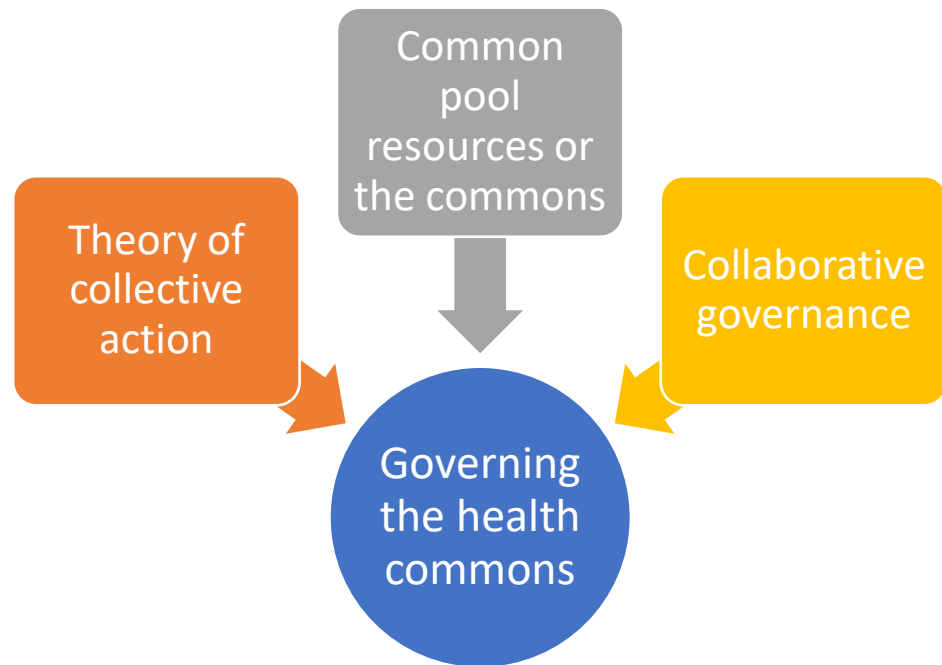 Common
pool
resources or
the commons
Theory of
collective
action
Collaborative
governance
Governing
the health
commons